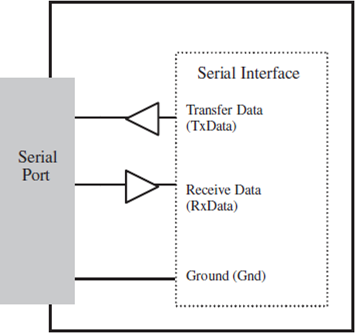 Serial Interface
Transfer Data
(TxData)
Serial
Port
Receive Data
(RxData)
Ground (Gnd)